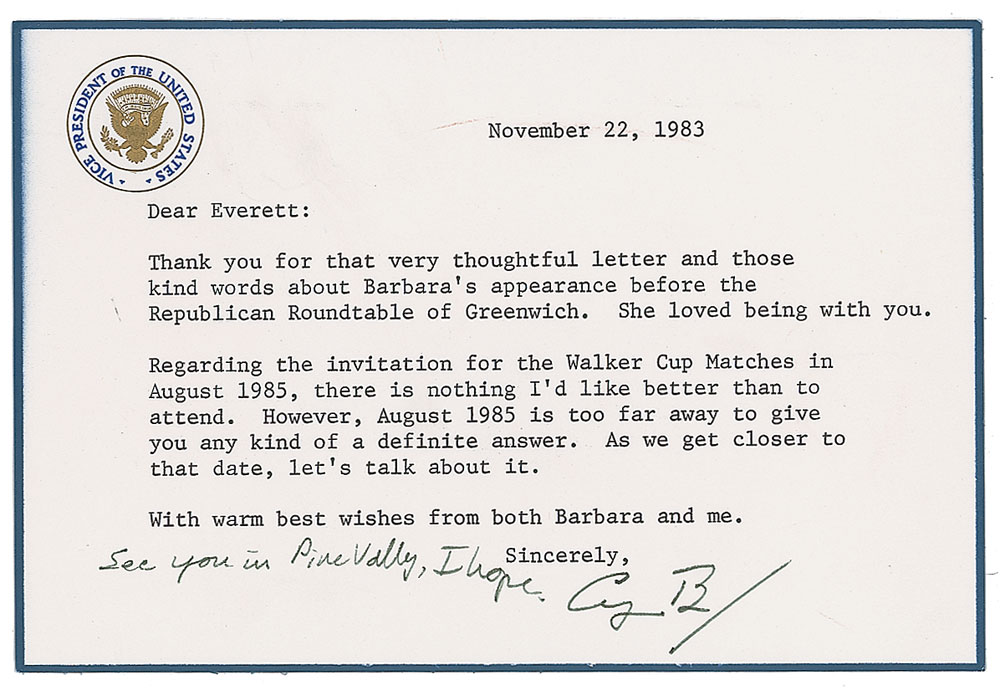 VICE PRESIDENT OF THE UNITED STATES
November 22, 1983
Dear Everett:
Thank you for that very thoughtful letter and those
kind words about Barbara's appearance before the
Republican Roundtable of Greenwich. She loved being with you.
Regarding the invitation for the Walker Cup Matches in
August 1985, there is nothing I'd like better than to
attend. However, August 1985 is too far away to give
you any kind of a definite answer. As we get closer to
that date, let's talk about it.
With warm best wishes from both Barbara and me.
Sincerely,
See you in Pine Vally, I hope.